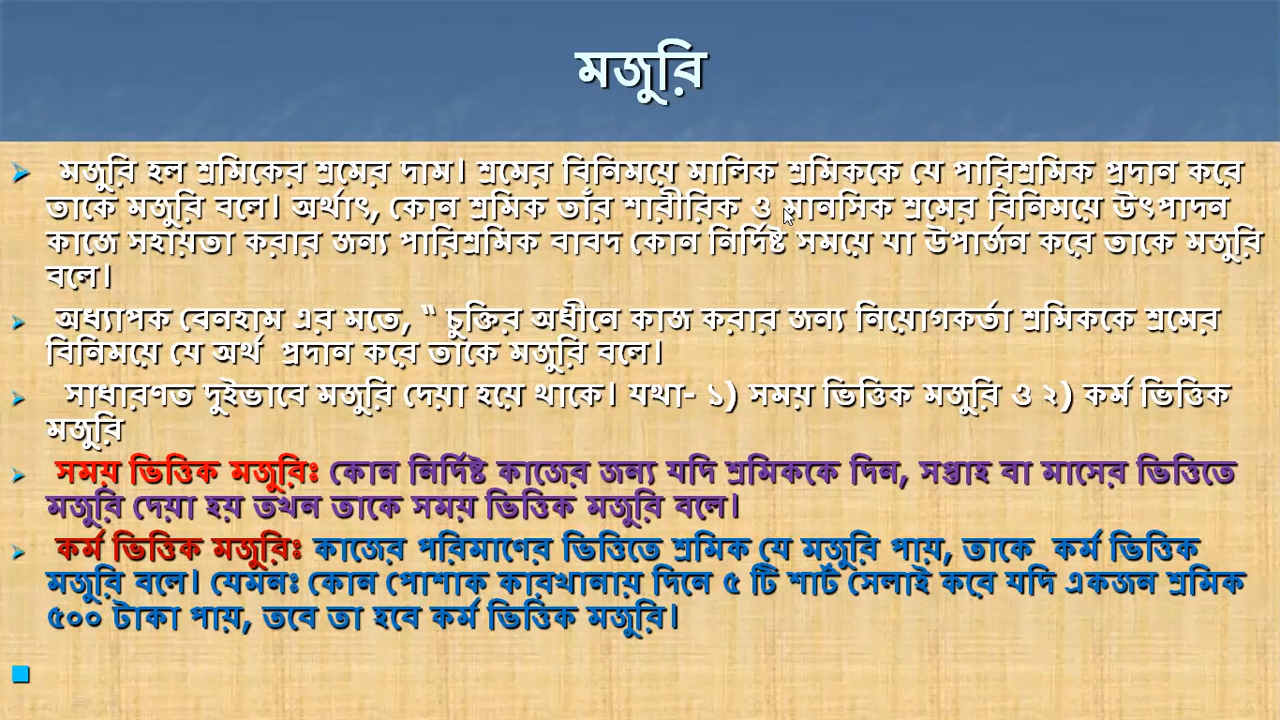 মজুরি
মজুরি হল শ্রমিকের শ্রমের দাম। শ্রমের বিনিময়ে মালিক শ্রমিককে যে পারিশ্রমিক প্রদান করে
তাকে মজুরি বলে। অর্থাৎ, কোন শ্রমিক তাঁর শারীরিক ও মানসিক শ্রমের বিনিময়ে উৎপাদন
কাজে সহায়তা করার জন্য পারিশ্রমিক বাবদ কোন নির্দিষ্ট সময়ে যা উপার্জন করে তাকে মজুরি
বলে।
অধ্যাপক বেনহাম এর মতে, “ চুক্তির অধীনে কাজ করার জন্য নিয়োগকর্তা শ্রমিককে শ্রমের
বিনিময়ে যে অর্থ প্রদান করে তাকে মজুরি বলে।
সাধারণত দুইভাবে মজুরি দেয়া হয়ে থাকে। যথা- ১) সময় ভিত্তিক মজুরি ও ২) কর্ম ভিত্তিক
মজুরি
সময় ভিত্তিক মজুরিঃ কোন নির্দিষ্ট কাজের জন্য যদি শ্রমিককে দিন, সপ্তাহ বা মাসের ভিত্তিতে
মজুরি দেয়া হয় তখন তাকে সময় ভিত্তিক মজুরি বলে।
কর্ম ভিত্তিক মজুরিঃ কাজের পরিমাণের ভিত্তিতে শ্রমিক যে মজুরি পায়, তাকে কর্ম ভিত্তিক
মজুরি বলে। যেমনঃ কোন পোশাক কারখানায় দিনে ৫ টি শার্ট সেলাই করে যদি একজন শ্রমিক
৫০০ টাকা পায়, তবে তা হবে কর্ম ভিত্তিক মজুরি।